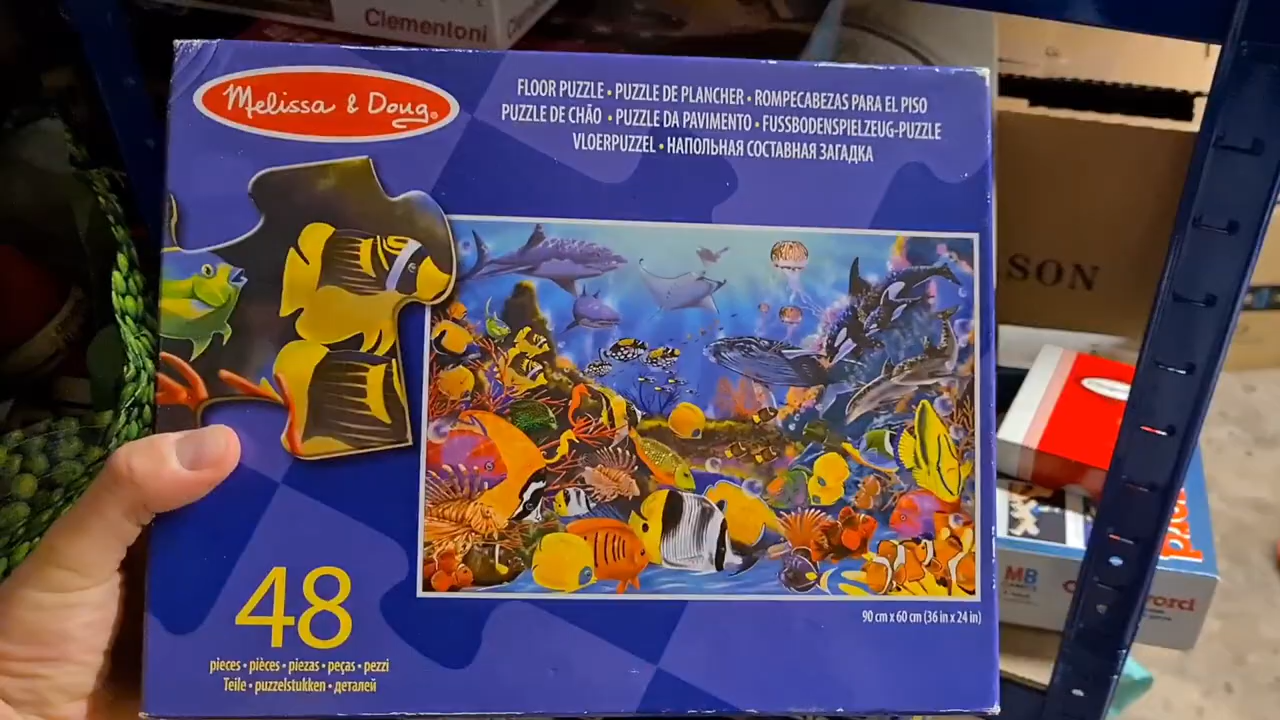 Clementoni
Melissa & Doug®
FLOOR PUZZLE • PUZZLE DE PLANCHER • ROMPECABEZAS PARA EL PISO
PUZZLE DE CHÃO • PUZZLE DA PAVIMENTO • FUSSBODENSPIELZEUG-PUZZLE
VLOERPUZZEL • НАПОЛЬНАЯ СОСТАВНАЯ ЗАГАДКА
SON
48
pieces • pièces • piezas • peças • pezzi
Teile • puzzelstukken • деталей
90 cm x 60 cm (36 in x 24 in)
MB